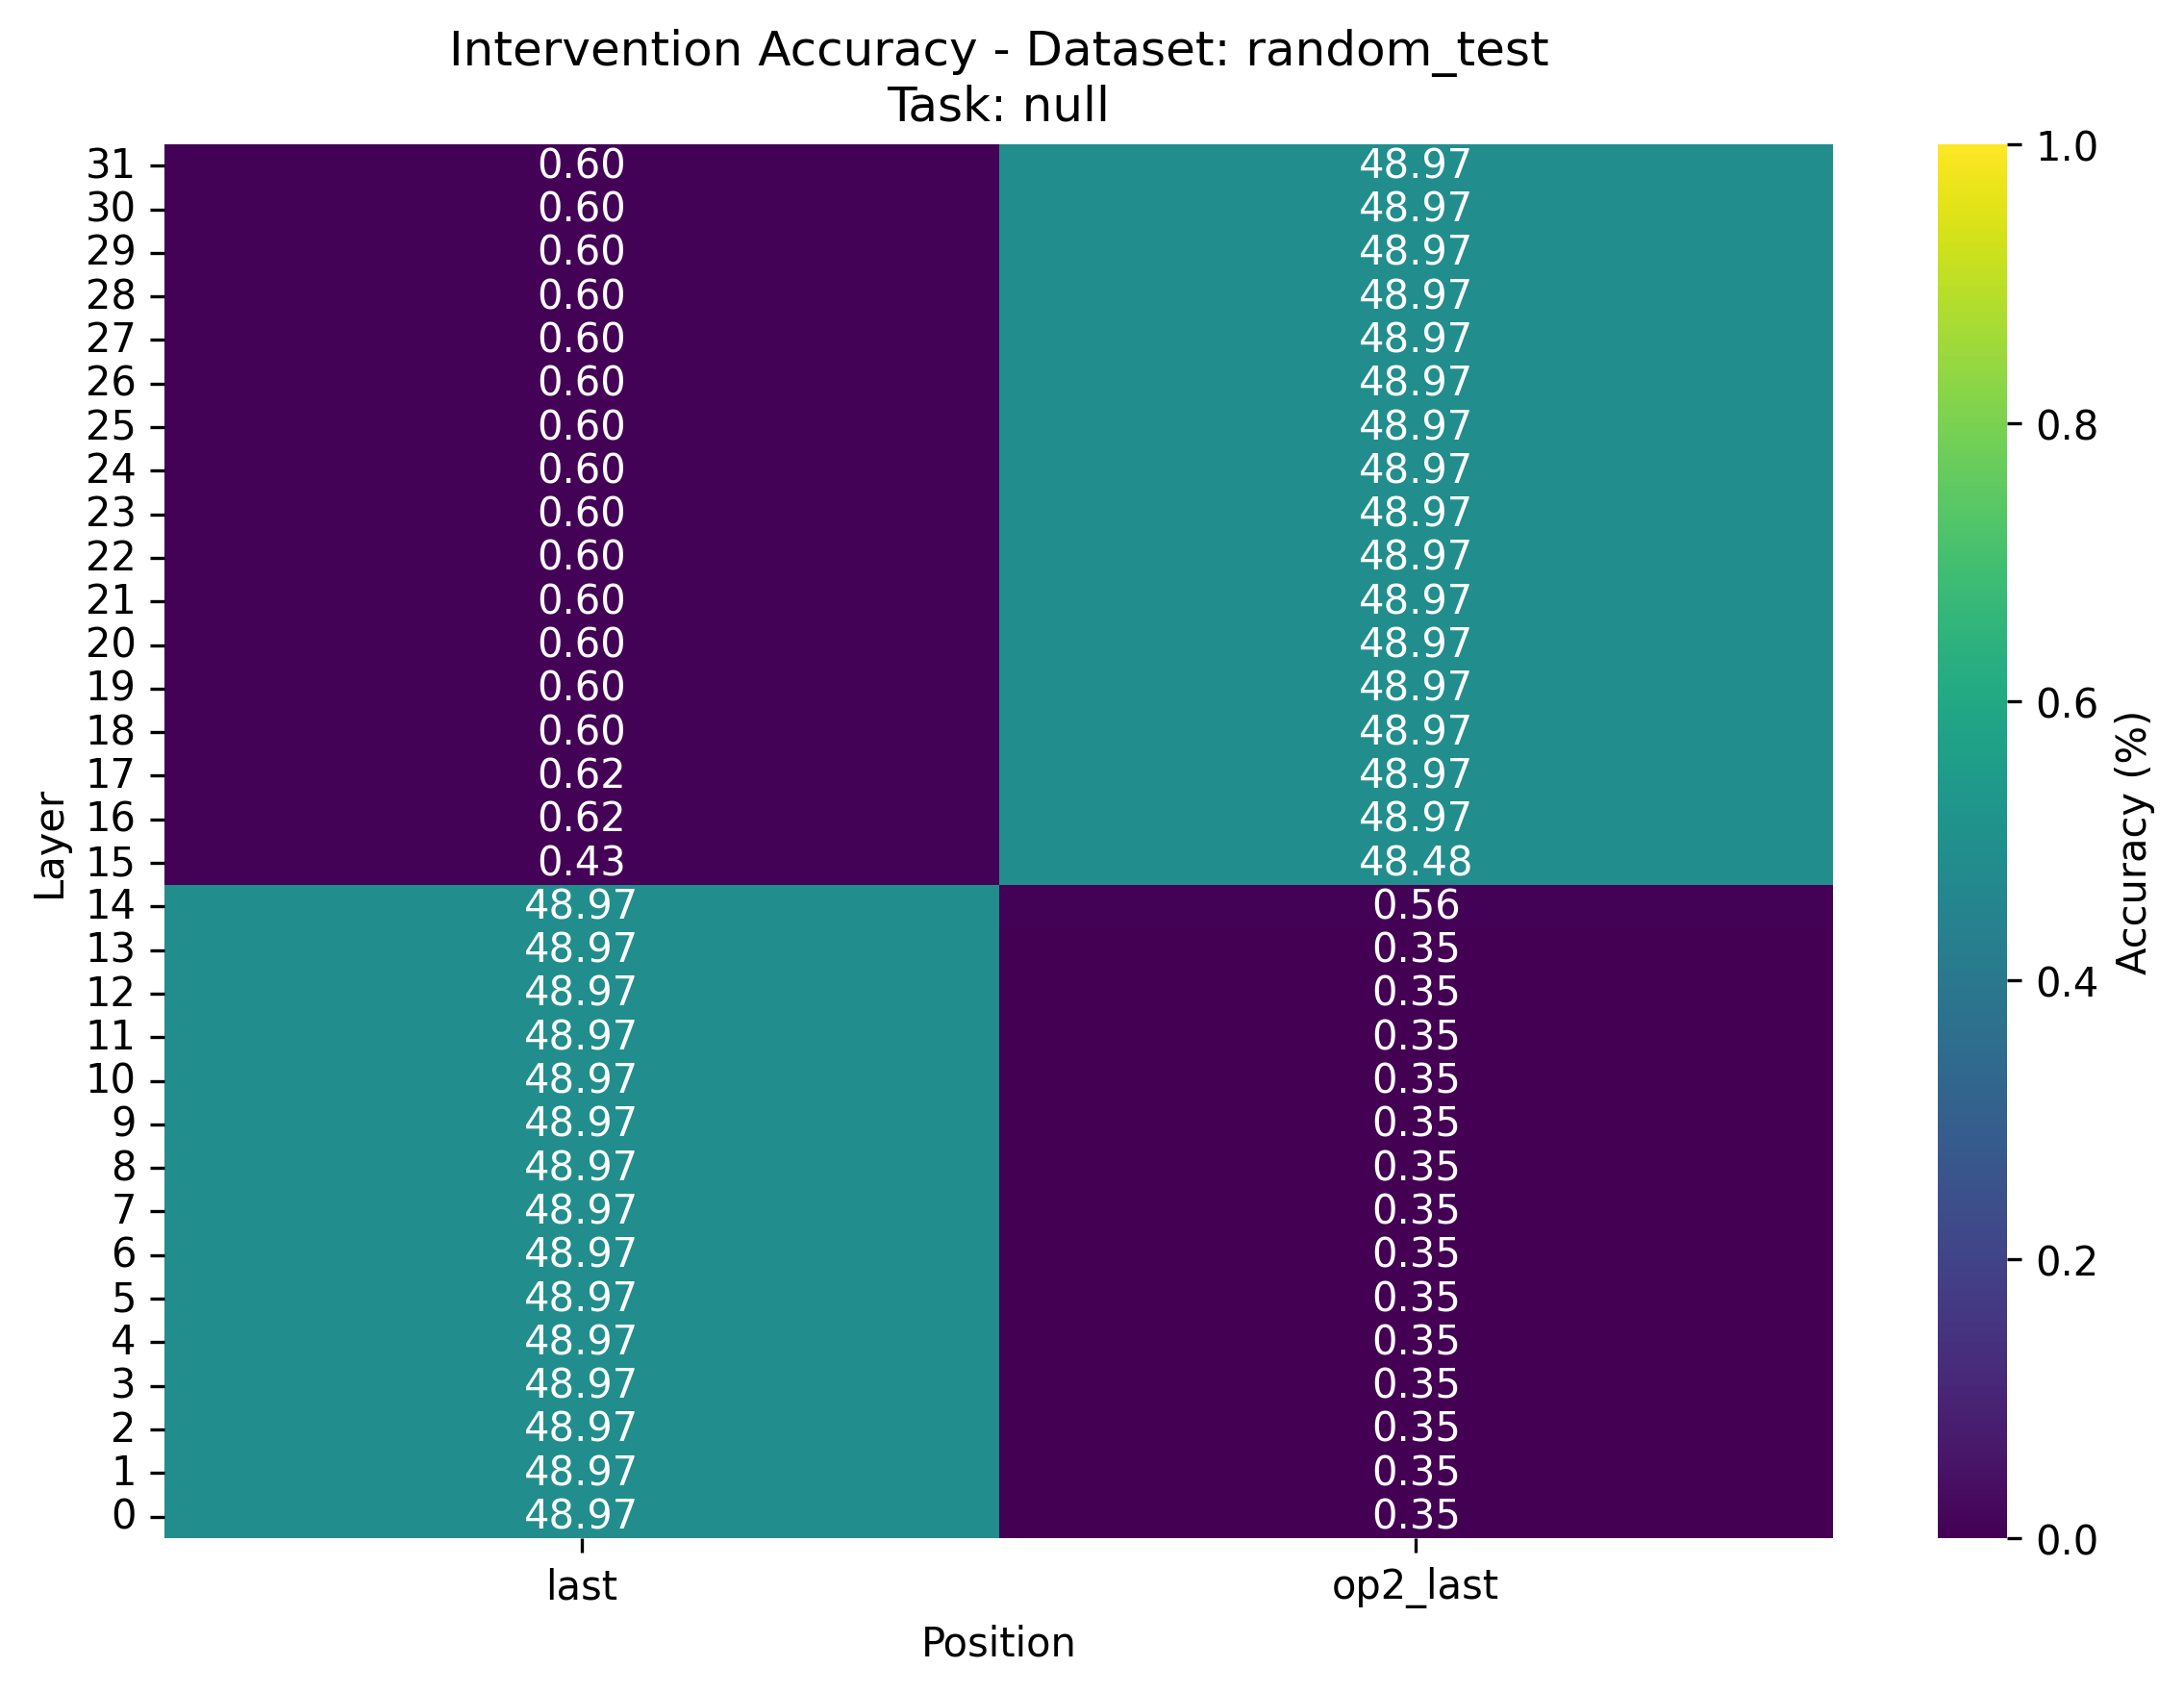 Intervention Accuracy - Dataset: random_test
Task: null
31 0.60 48.97 1.0
30 0.60 48.97
29 0.60 48.97
28 0.60 48.97
27 0.60 48.97
26 0.60 48.97
25 0.60 48.97 0.8
24 0.60 48.97
23 0.60 48.97
22 0.60 48.97
21 0.60 48.97
20 0.60 48.97
19 0.60 48.97 0.6
18 0.60 48.97
17 0.62 48.97
16 0.62 48.97
15 0.43 48.48
14 48.97 0.56
13 48.97 0.35
12 48.97 0.35 0.4
11 48.97 0.35
10 48.97 0.35
9 48.97 0.35
8 48.97 0.35
7 48.97 0.35
6 48.97 0.35 0.2
5 48.97 0.35
4 48.97 0.35
3 48.97 0.35
2 48.97 0.35
1 48.97 0.35
0 48.97 0.35 0.0
Layer
Accuracy (%)
last op2_last
Position